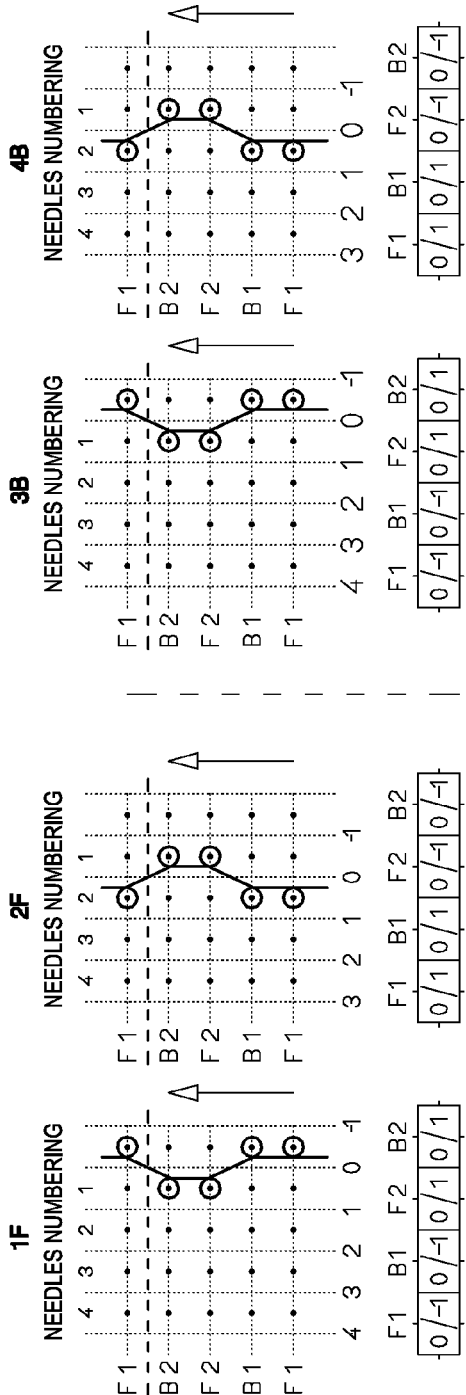 1F
NEEDLES NUMBERING
4 3 2 1
F1
B2
F2
B1
F1
4 3 2 1 0 -1
F1 B1 F2 B2
0/-1 0/-1 0/1 0/1
2F
NEEDLES NUMBERING
4 3 2 1
F1
B2
F2
B1
F1
3 2 1 0 -1
F1 B1 F2 B2
0/1 0/1 0/-1 0/-1
3B
NEEDLES NUMBERING
4 3 2 1
F1
B2
F2
B1
F1
4 3 2 1 0 -1
F1 B1 F2 B2
0/-1 0/-1 0/1 0/1
4B
NEEDLES NUMBERING
4 3 2 1
F1
B2
F2
B1
F1
3 2 1 0 -1
F1 B1 F2 B2
0/1 0/1 0/-1 0/-1